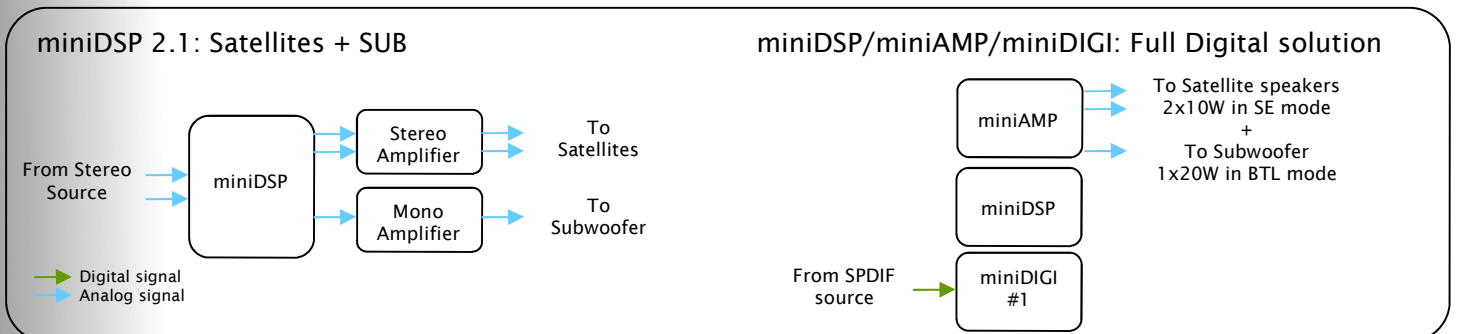 miniDSP 2.1: Satellites + SUB
From Stereo
Source
miniDSP
Stereo
Amplifier
To
Satellites
Mono
Amplifier
To
Subwoofer
Digital signal
Analog signal
miniDSP/miniAMP/miniDIGI: Full Digital solution
miniAMP
To Satellite speakers
2x10W in SE mode
+
To Subwoofer
1x20W in BTL mode
miniDSP
From SPDIF
source
miniDIGI
#1